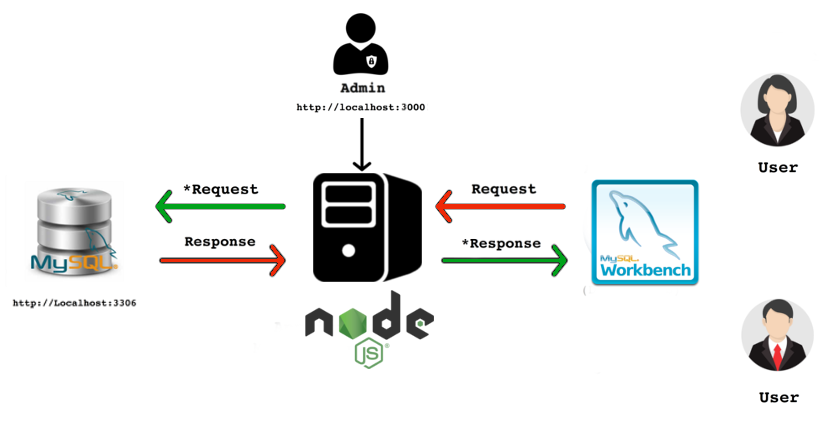 Admin
http://localhost:3000
User
*Request
Request
Response
*Response
MySQL
MySQL
Workbench
http://Localhost:3306
node
JS
User